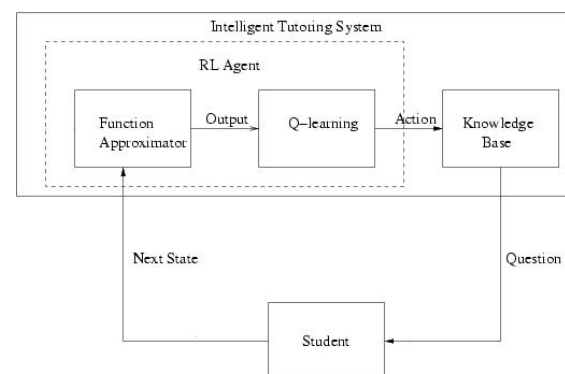 Intelligent Tutoring System
RL Agent
Function
Approximator
Output
Q-learning
Action
Knowledge
Base
Next State
Question
Student